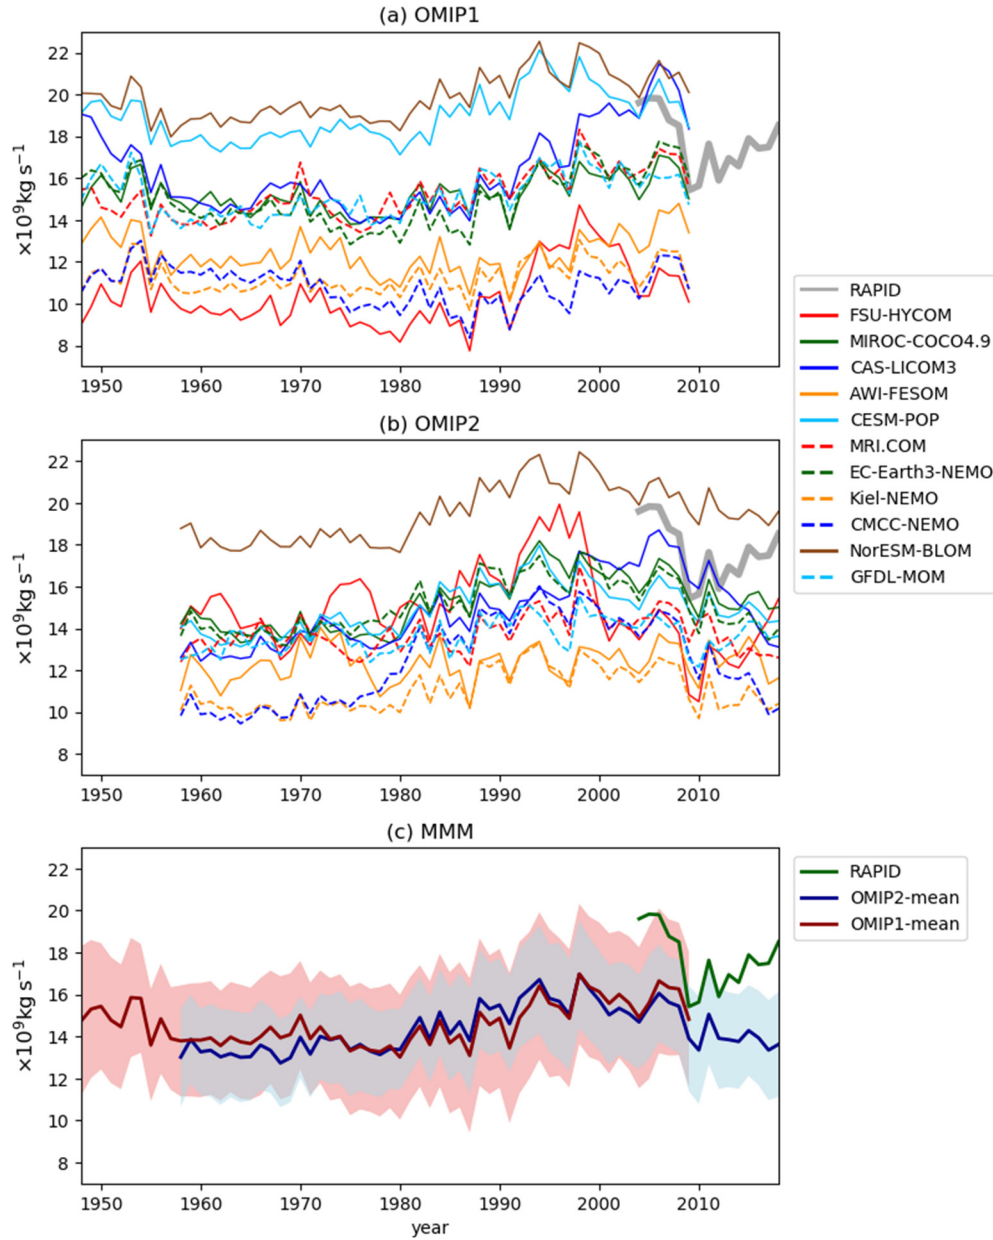 (a) OMIP1
22
20
18
16
14
12
10
8
×10⁹kg s⁻¹
1950 1960 1970 1980 1990 2000 2010
RAPID
FSU-HYCOM
MIROC-COCO4.9
CAS-LICOM3
AWI-FESOM
CESM-POP
MRI.COM
EC-Earth3-NEMO
Kiel-NEMO
CMCC-NEMO
NorESM-BLOM
GFDL-MOM
(b) OMIP2
22
20
18
16
14
12
10
8
×10⁹kg s⁻¹
1950 1960 1970 1980 1990 2000 2010
(c) MMM
22
20
18
16
14
12
10
8
×10⁹kg s⁻¹
1950 1960 1970 1980 1990 2000 2010
year
RAPID
OMIP2-mean
OMIP1-mean